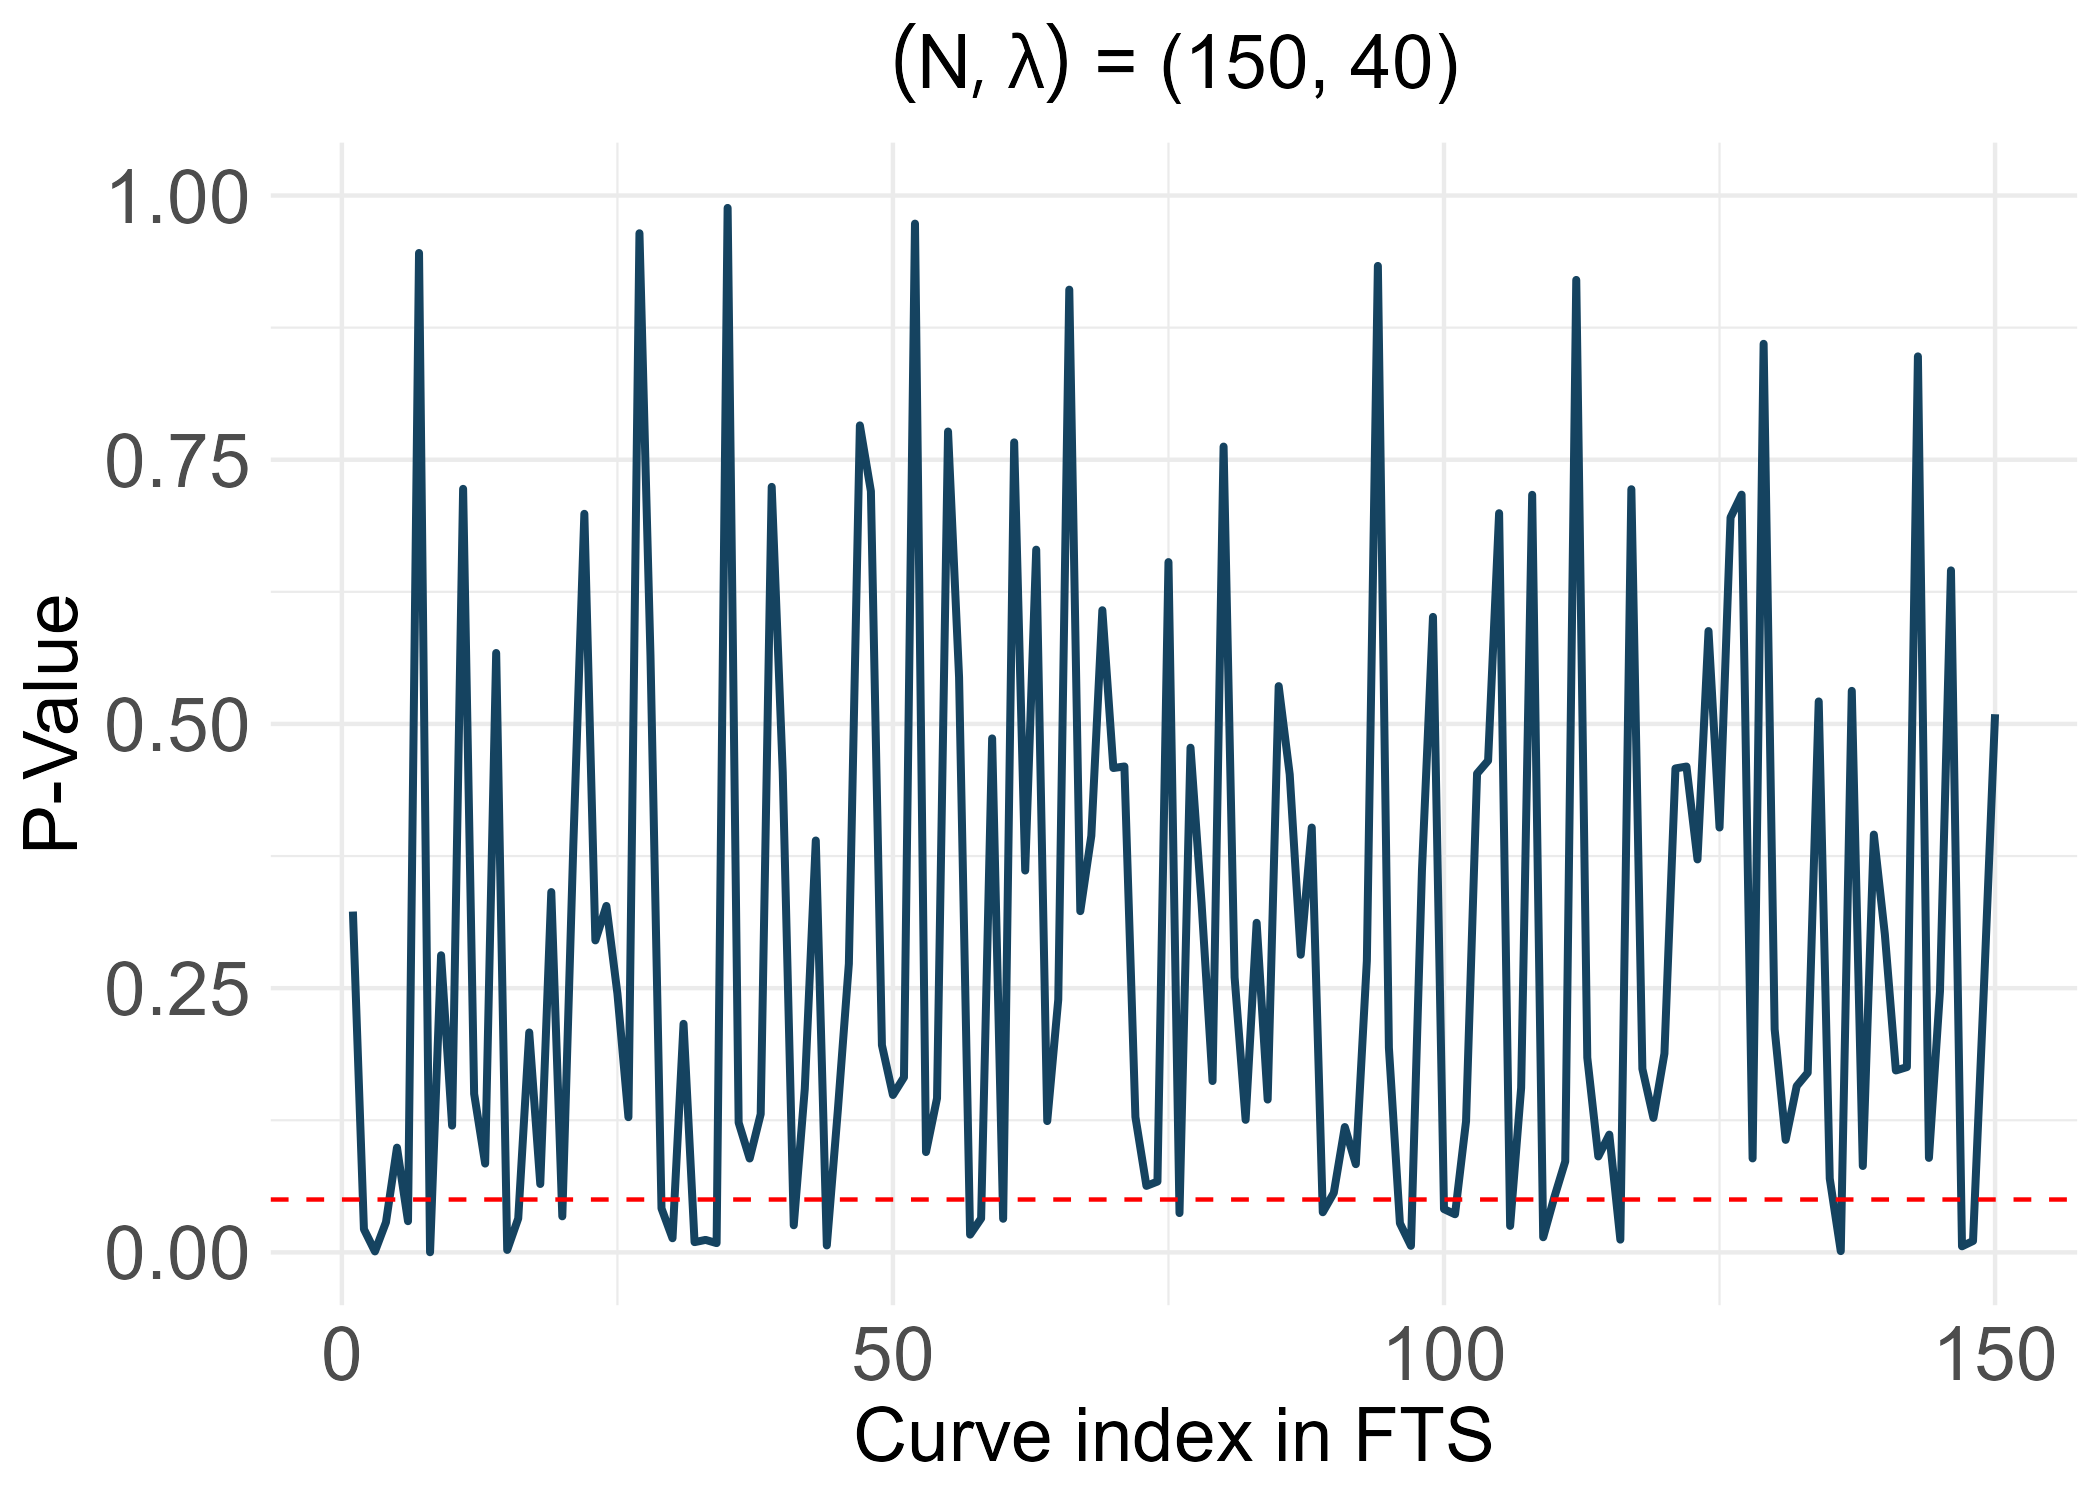 (N, λ) = (150, 40)
1.00
0.75
0.50
0.25
0.00
P-Value
0 50 100 150
Curve index in FTS